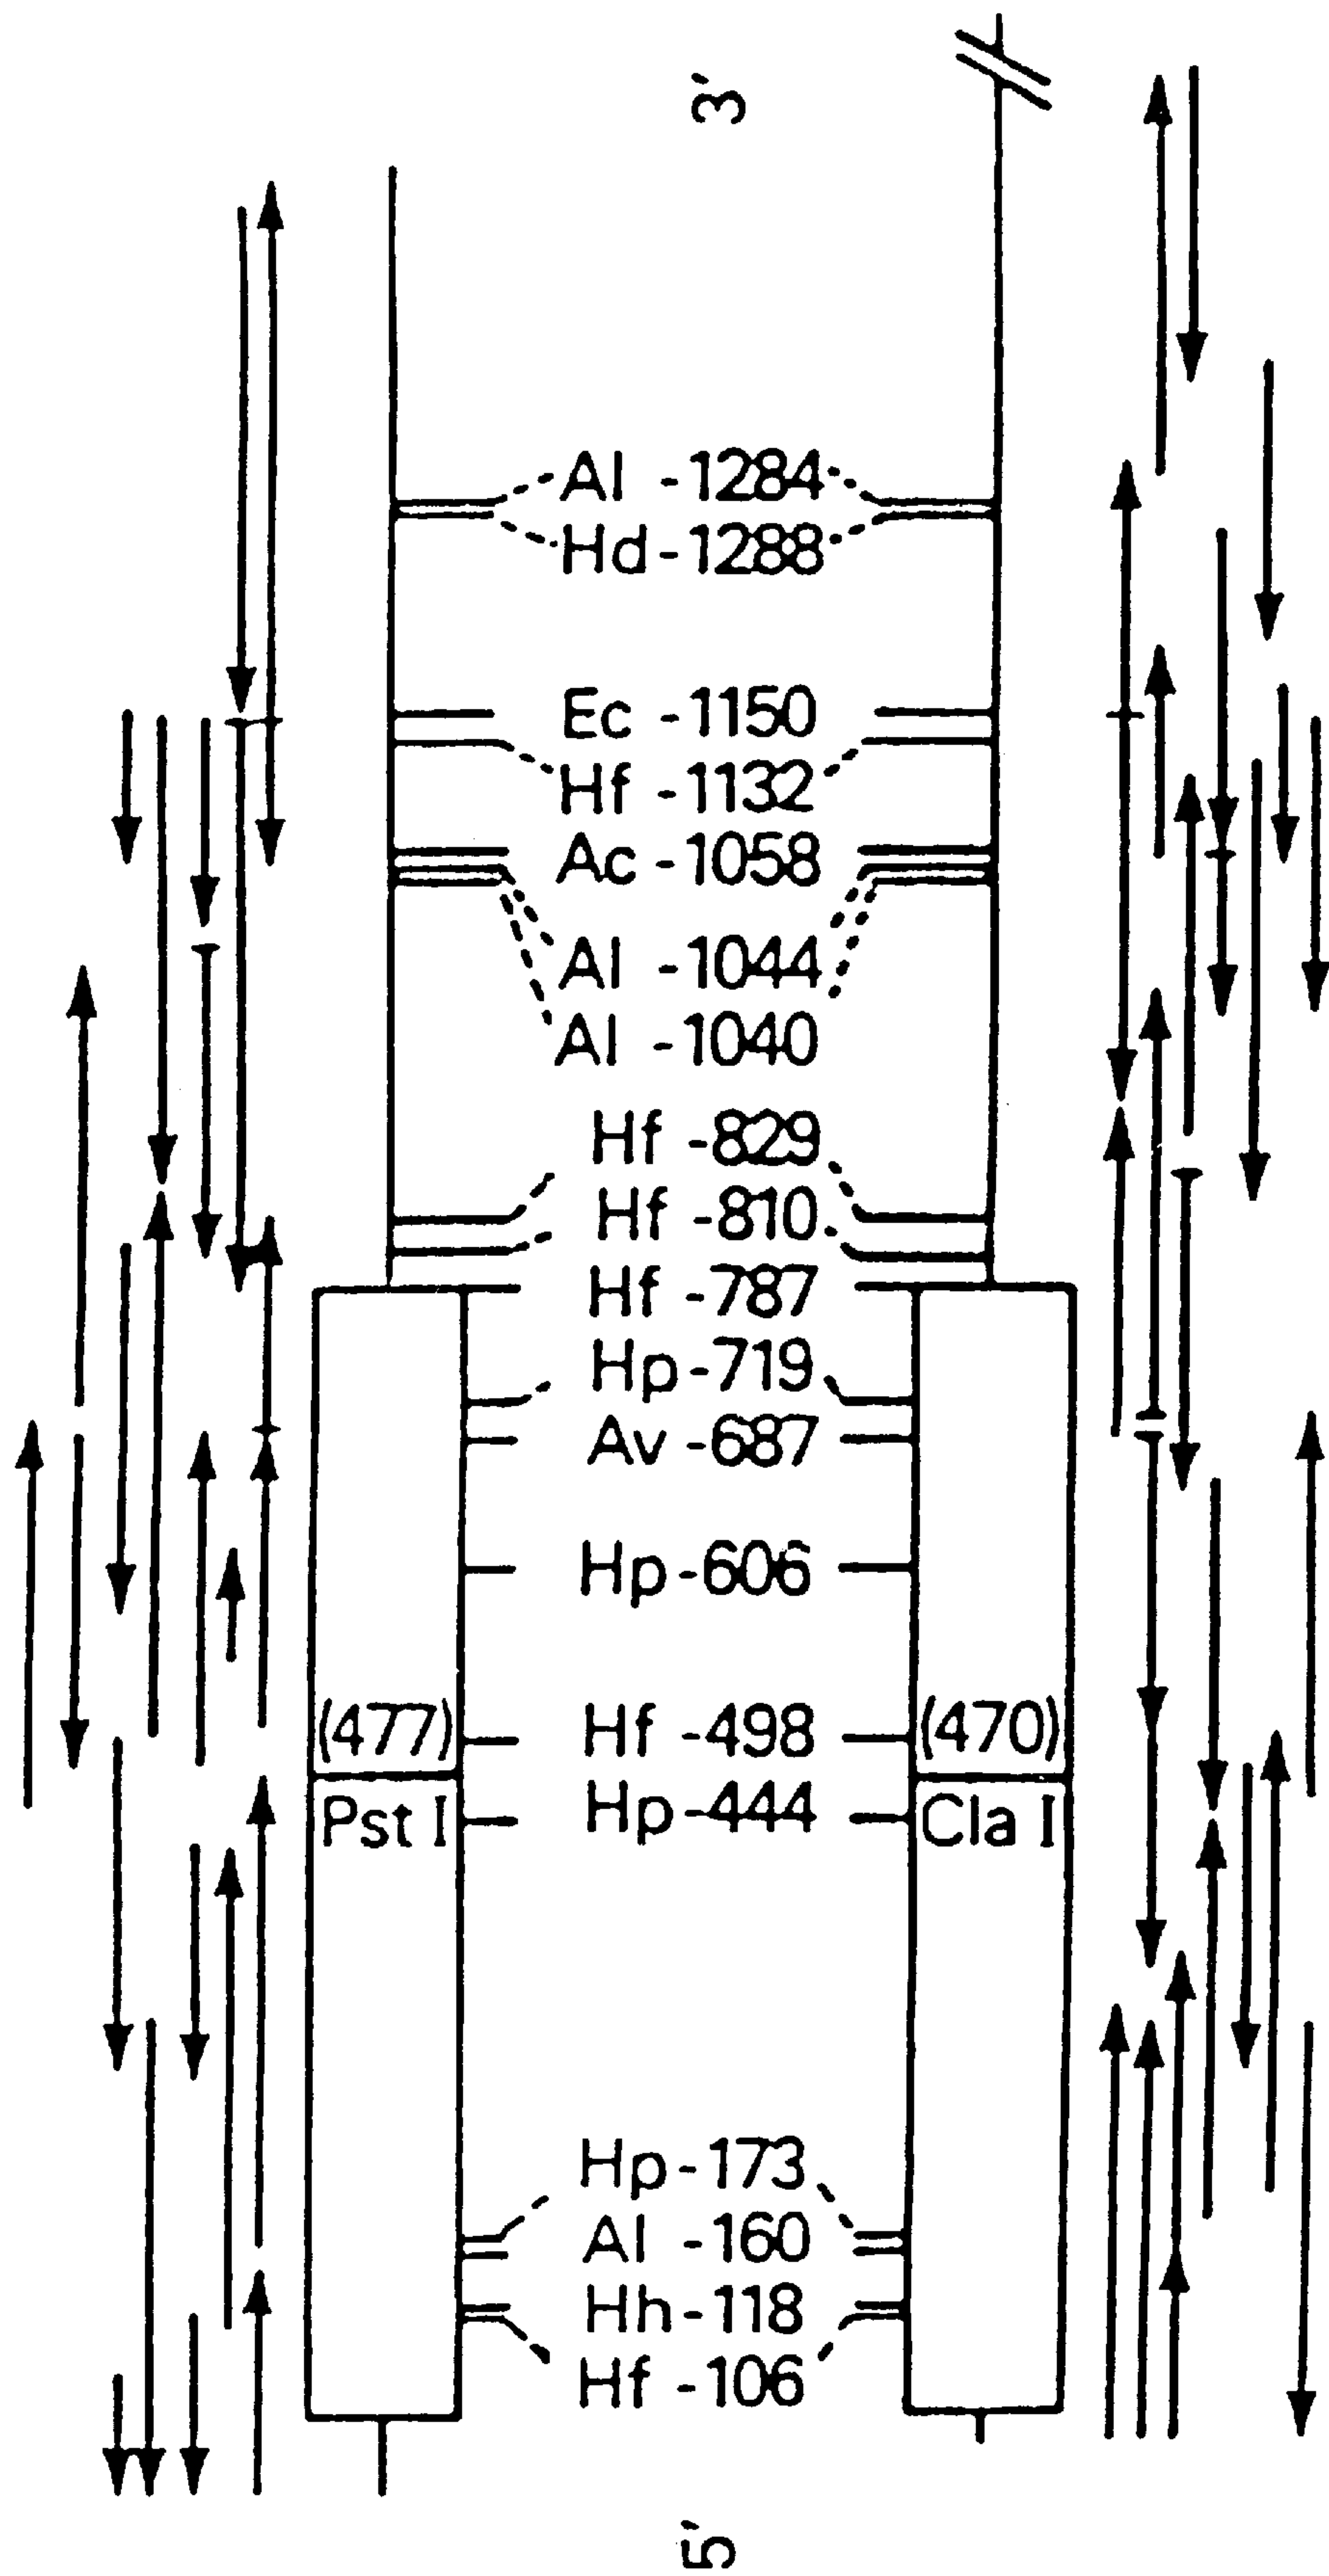 3′
Al -1284
Hd-1288
Ec -1150
Hf -1132
Ac -1058
Al -1044
Al -1040
Hf -829
Hf -810
Hf -787
Hp-719
Av -687
Hp-606
(477) Hf -498 (470)
Pst I Hp-444 Cla I
Hp-173
Al -160
Hh-118
Hf -106
5′